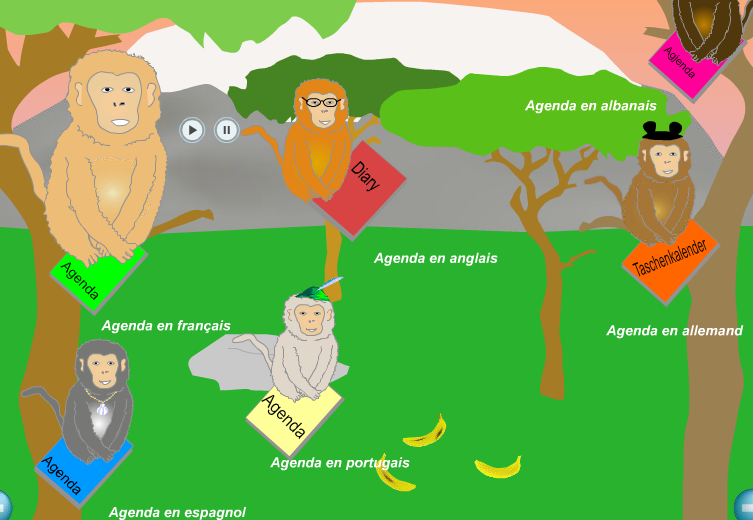 Agjenda
Agenda en albanais
Diary
Agenda en anglais
Taschenkalender
Agenda en allemand
Agenda
Agenda en français
Agenda
Agenda en portugais
Agenda
Agenda en espagnol